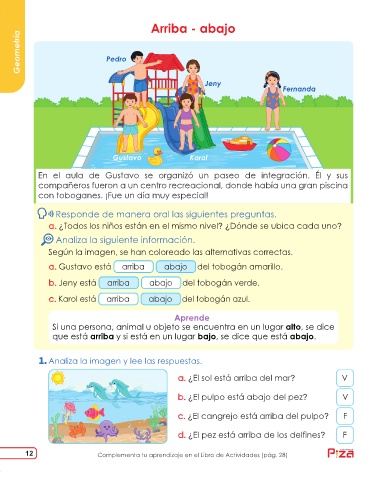 Geometría
Arriba - abajo
Pedro
Jeny
Fernanda
Gustavo
Karol
En el aula de Gustavo se organizó un paseo de integración. Él y sus
compañeros fueron a un centro recreacional, donde había una gran piscina
con toboganes. ¡Fue un día muy especial!
Responde de manera oral las siguientes preguntas.
a. ¿Todos los niños están en el mismo nivel? ¿Dónde se ubica cada uno?
Analiza la siguiente información.
Según la imagen, se han coloreado las alternativas correctas.
a. Gustavo está arriba abajo del tobogán amarillo.
b. Jeny está arriba abajo del tobogán verde.
c. Karol está arriba abajo del tobogán azul.
Aprende
Si una persona, animal u objeto se encuentra en un lugar alto, se dice
que está arriba y si está en un lugar bajo, se dice que está abajo.
1. Analiza la imagen y lee las respuestas.
a. ¿El sol está arriba del mar? V
b. ¿El pulpo está abajo del pez? V
c. ¿El cangrejo está arriba del pulpo? F
d. ¿El pez está arriba de los delfines? F
12
Complementa tu aprendizaje en el Libro de Actividades (pág. 28)